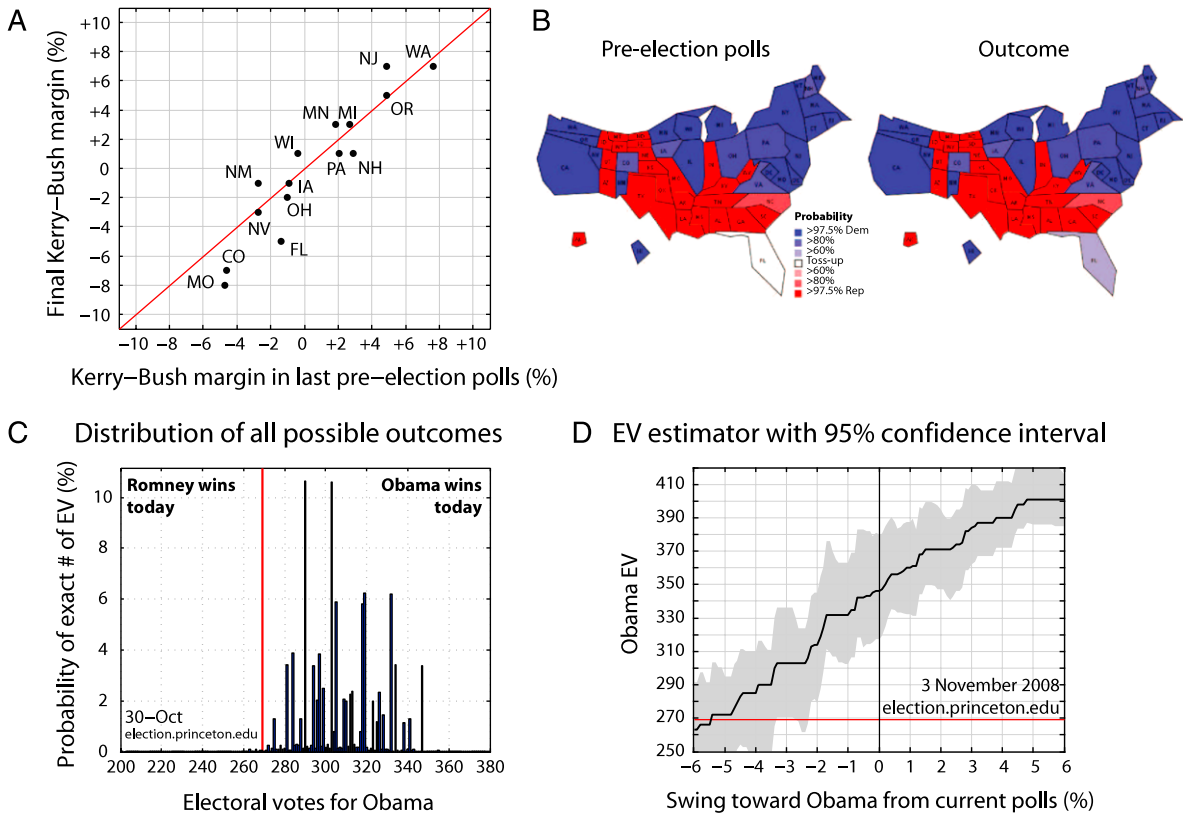 A
Final Kerry−Bush margin (%)
+10
+8
+6
+4
+2
0
−2
−4
−6
−8
−10
NJ
WA
OR
MN
MI
WI
PA
NH
NM
IA
OH
NV
FL
CO
MO
−10 −8 −6 −4 −2 0 +2 +4 +6 +8 +10
Kerry−Bush margin in last pre−election polls (%)
B
Pre-election polls
Outcome
CA
CO
FL
Probability
>97.5% Dem
>80%
>60%
Toss-up
>60%
>80%
>97.5% Rep
CA
CO
FL
C
Distribution of all possible outcomes
Probability of exact # of EV (%)
10
8
6
4
2
0
Romney wins
today
Obama wins
today
30−Oct
election.princeton.edu
200 220 240 260 280 300 320 340 360 380
Electoral votes for Obama
D
EV estimator with 95% confidence interval
Obama EV
410
390
370
350
330
310
290
270
250
3 November 2008
election.princeton.edu
−6 −5 −4 −3 −2 −1 0 1 2 3 4 5 6
Swing toward Obama from current polls (%)